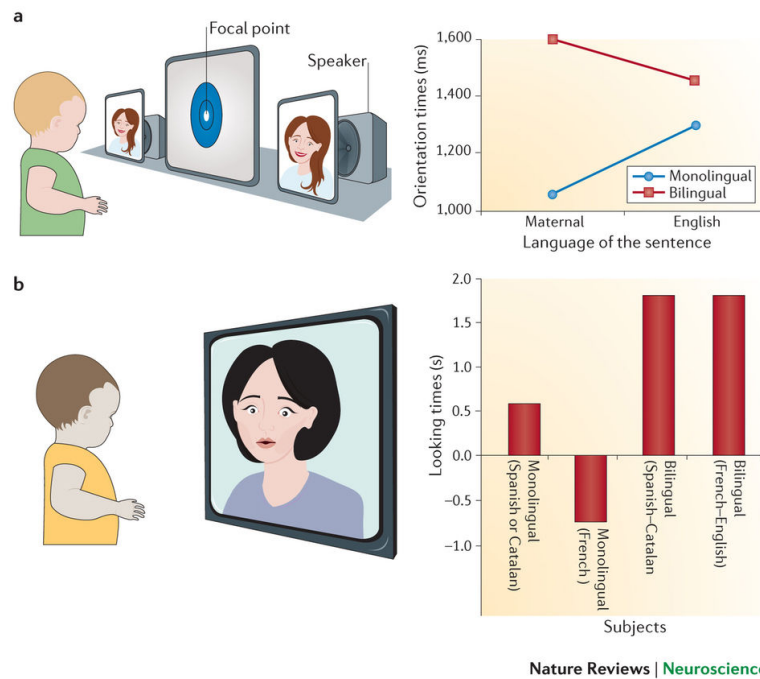 a
Focal point
Speaker
1,600
1,400
1,200
1,000
Orientation times (ms)
Monolingual
Bilingual
Maternal
English
Language of the sentence
b
2.0
1.5
1.0
0.5
0.0
−0.5
−1.0
Looking times (s)
Monolingual
(Spanish or Catalan)
Monolingual
(French )
Bilingual
(Spanish–Catalan
Bilingual
(French–English)
Subjects
Nature Reviews | Neuroscience